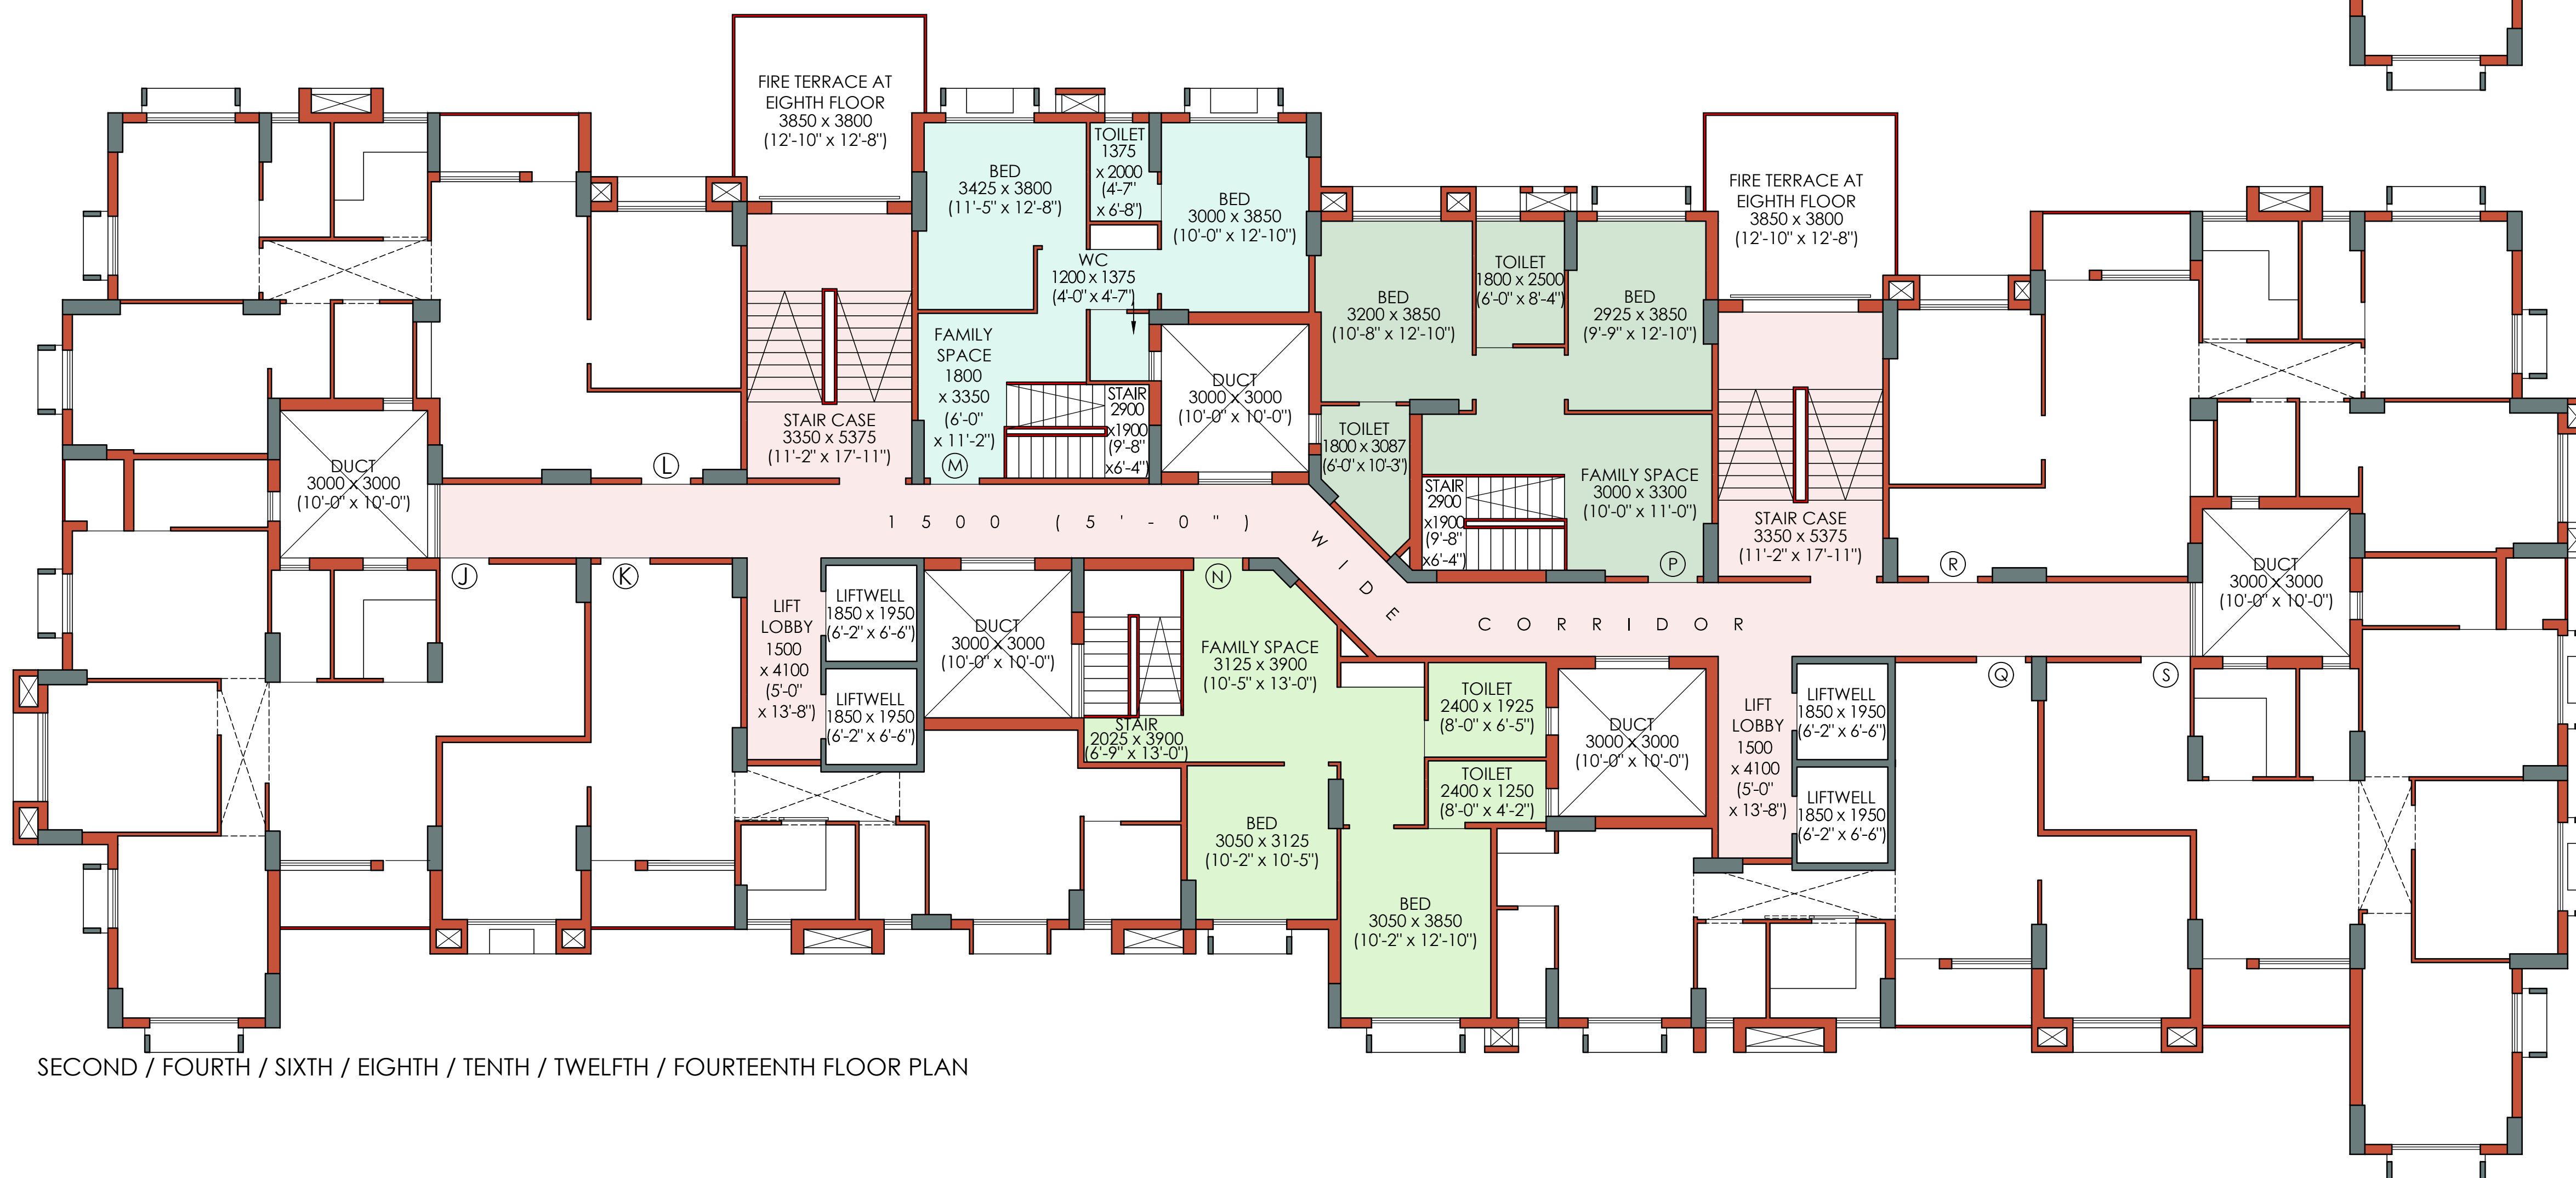 FIRE TERRACE AT
EIGHTH FLOOR
3850 x 3800
(12'-10" x 12'-8")
BED
3425 x 3800
(11'-5" x 12'-8")
TOILET
1375
x 2000
(4'-7"
x 6'-8")
BED
3000 x 3850
(10'-0" x 12'-10")
WC
1200 x 1375
(4'-0" x 4'-7")
FAMILY
SPACE
1800
x 3350
(6'-0"
x 11'-2")
M
STAIR
2900
x1900
(9'-8"
x6'-4")
DUCT
3000 x 3000
(10'-0" x 10'-0")
STAIR CASE
3350 x 5375
(11'-2" x 17'-11")
L
DUCT
3000 x 3000
(10'-0" x 10'-0")
BED
3200 x 3850
(10'-8" x 12'-10")
TOILET
1800 x 2500
(6'-0" x 8'-4")
BED
2925 x 3850
(9'-9" x 12'-10")
TOILET
1800 x 3087
(6'-0" x 10'-3")
STAIR
2900
x1900
(9'-8"
x6'-4")
FAMILY SPACE
3000 x 3300
(10'-0" x 11'-0")
P
FIRE TERRACE AT
EIGHTH FLOOR
3850 x 3800
(12'-10" x 12'-8")
STAIR CASE
3350 x 5375
(11'-2" x 17'-11")
R
DUCT
3000 x 3000
(10'-0" x 10'-0")
1500 (5'-0") WIDE CORRIDOR
J
K
LIFT
LOBBY
1500
x 4100
(5'-0"
x 13'-8")
LIFTWELL
1850 x 1950
(6'-2" x 6'-6")
LIFTWELL
1850 x 1950
(6'-2" x 6'-6")
DUCT
3000 x 3000
(10'-0" x 10'-0")
N
FAMILY SPACE
3125 x 3900
(10'-5" x 13'-0")
STAIR
2025 x 3900
(6'-9" x 13'-0")
BED
3050 x 3125
(10'-2" x 10'-5")
TOILET
2400 x 1925
(8'-0" x 6'-5")
TOILET
2400 x 1250
(8'-0" x 4'-2")
BED
3050 x 3850
(10'-2" x 12'-10")
DUCT
3000 x 3000
(10'-0" x 10'-0")
LIFT
LOBBY
1500
x 4100
(5'-0"
x 13'-8")
LIFTWELL
1850 x 1950
(6'-2" x 6'-6")
LIFTWELL
1850 x 1950
(6'-2" x 6'-6")
Q
S
SECOND / FOURTH / SIXTH / EIGHTH / TENTH / TWELFTH / FOURTEENTH FLOOR PLAN